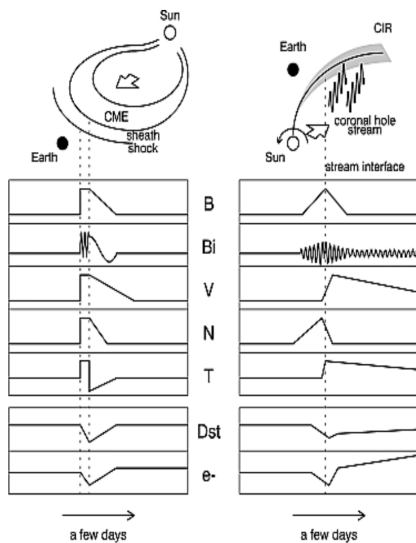 Sun
CME
sheath
shock
Earth
CIR
Earth
coronal hole
stream
Sun
stream interface
B
Bi
V
N
T
Dst
e-
a few days
a few days